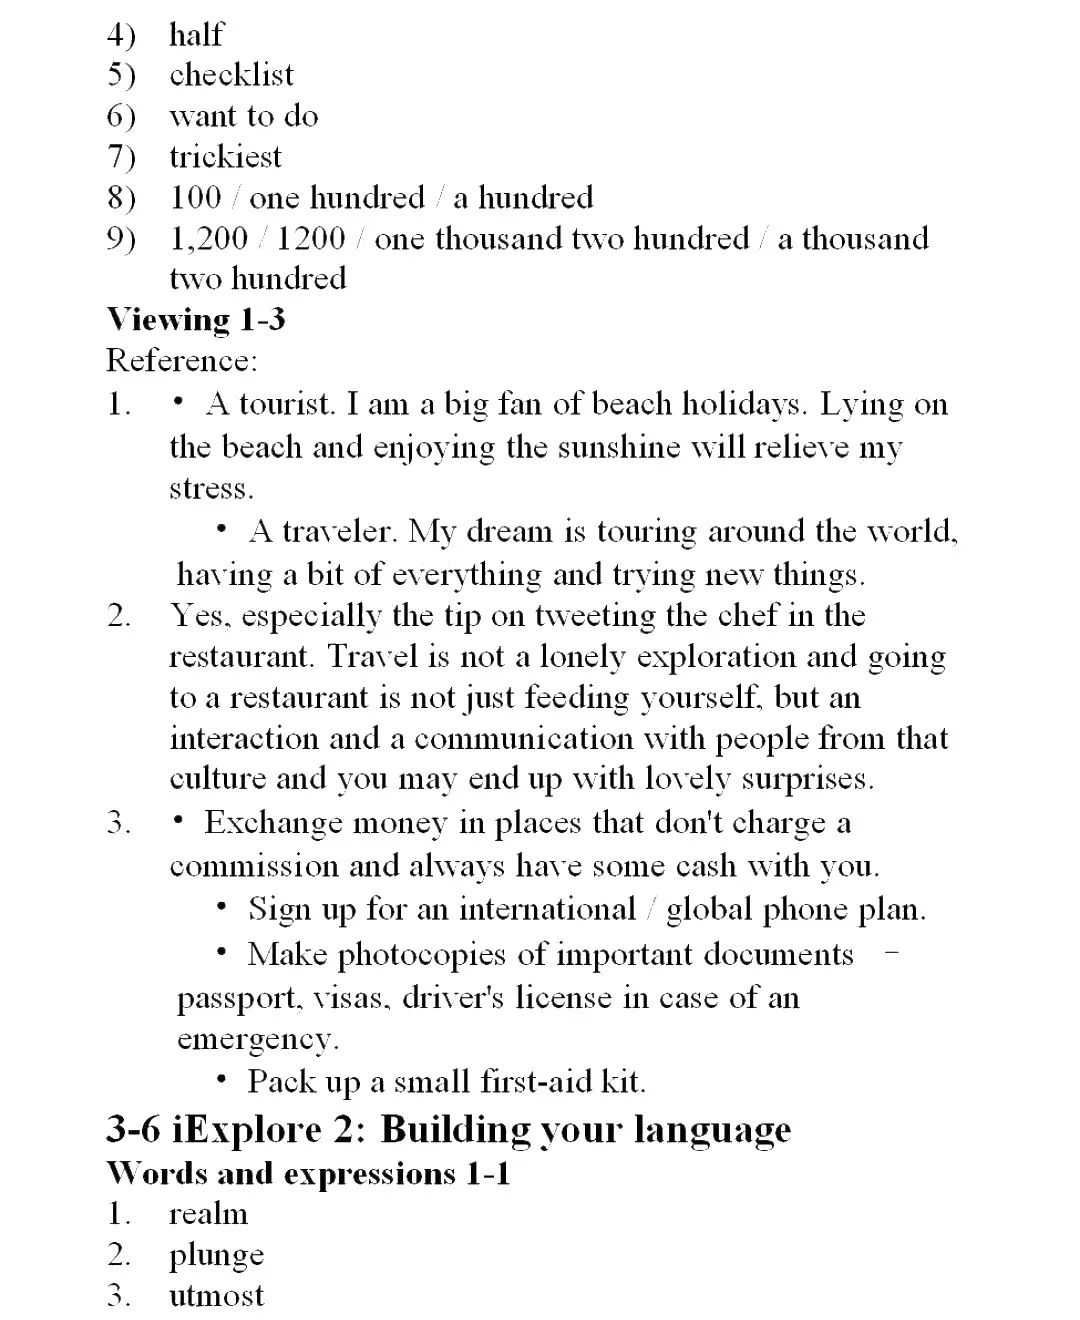 4) half
5) checklist
6) want to do
7) trickiest
8) 100 / one hundred / a hundred
9) 1,200 / 1200 / one thousand two hundred / a thousand
two hundred
Viewing 1-3
Reference:
1. • A tourist. I am a big fan of beach holidays. Lying on
the beach and enjoying the sunshine will relieve my
stress.
• A traveler. My dream is touring around the world,
having a bit of everything and trying new things.
2. Yes, especially the tip on tweeting the chef in the
restaurant. Travel is not a lonely exploration and going
to a restaurant is not just feeding yourself, but an
interaction and a communication with people from that
culture and you may end up with lovely surprises.
3. • Exchange money in places that don't charge a
commission and always have some cash with you.
• Sign up for an international / global phone plan.
• Make photocopies of important documents –
passport, visas, driver's license in case of an
emergency.
• Pack up a small first-aid kit.
3-6 iExplore 2: Building your language
Words and expressions 1-1
1. realm
2. plunge
3. utmost